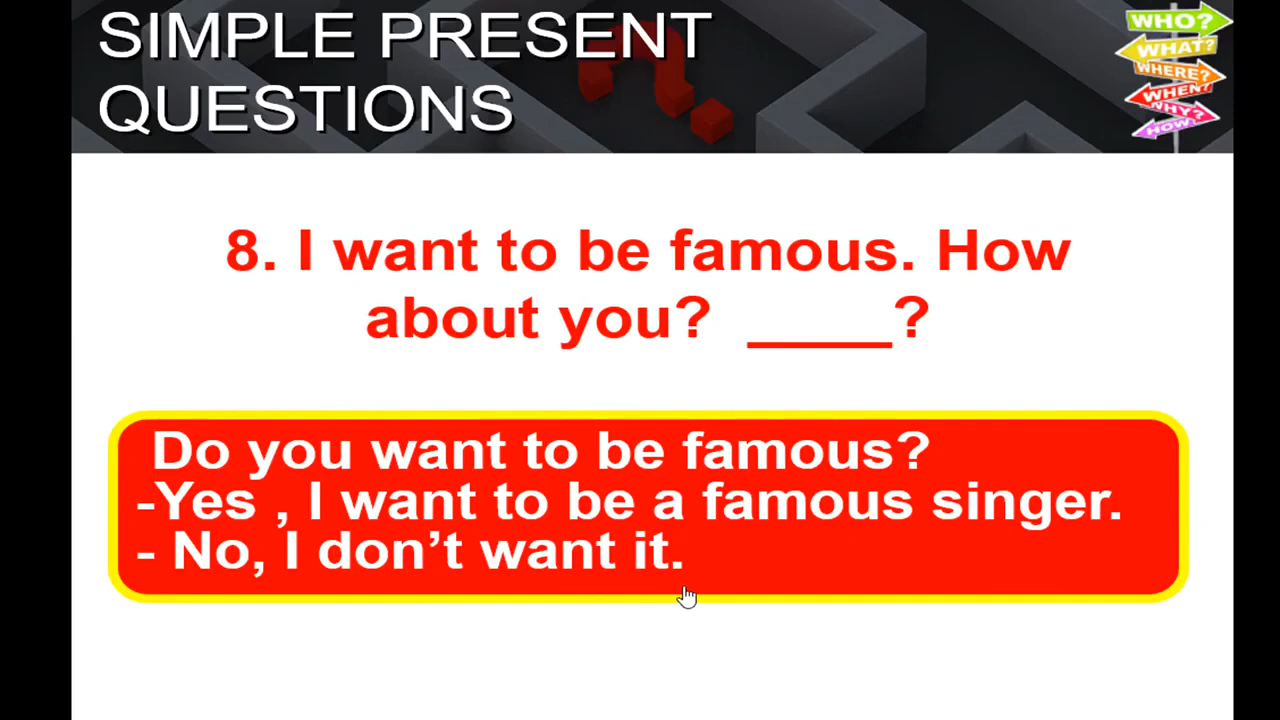 SIMPLE PRESENT
QUESTIONS
WHO?
WHAT?
WHERE?
WHEN?
WHY?
HOW
8. I want to be famous. How
about you? ____?
Do you want to be famous?
-Yes , I want to be a famous singer.
- No, I don’t want it.